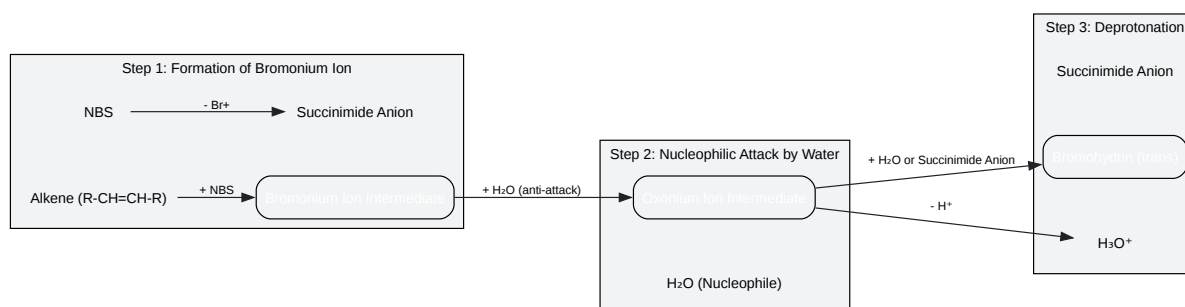 Step 1: Formation of Bromonium Ion
NBS
- Br+
Succinimide Anion
Alkene (R-CH=CH-R)
+ NBS
Bromonium Ion Intermediate
+ H₂O (anti-attack)
Step 2: Nucleophilic Attack by Water
Oxonium Ion Intermediate
H₂O (Nucleophile)
+ H₂O or Succinimide Anion
- H⁺
Step 3: Deprotonation
Succinimide Anion
Bromohydrin (trans)
H₃O⁺